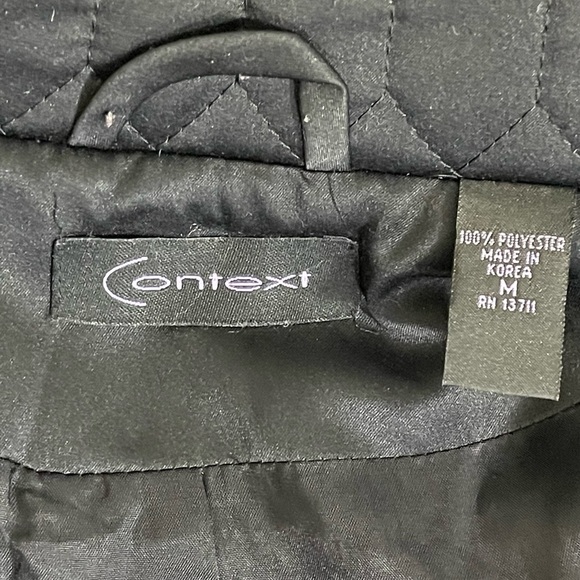 Context
100% POLYESTER
MADE IN
KOREA
M
RN 13711